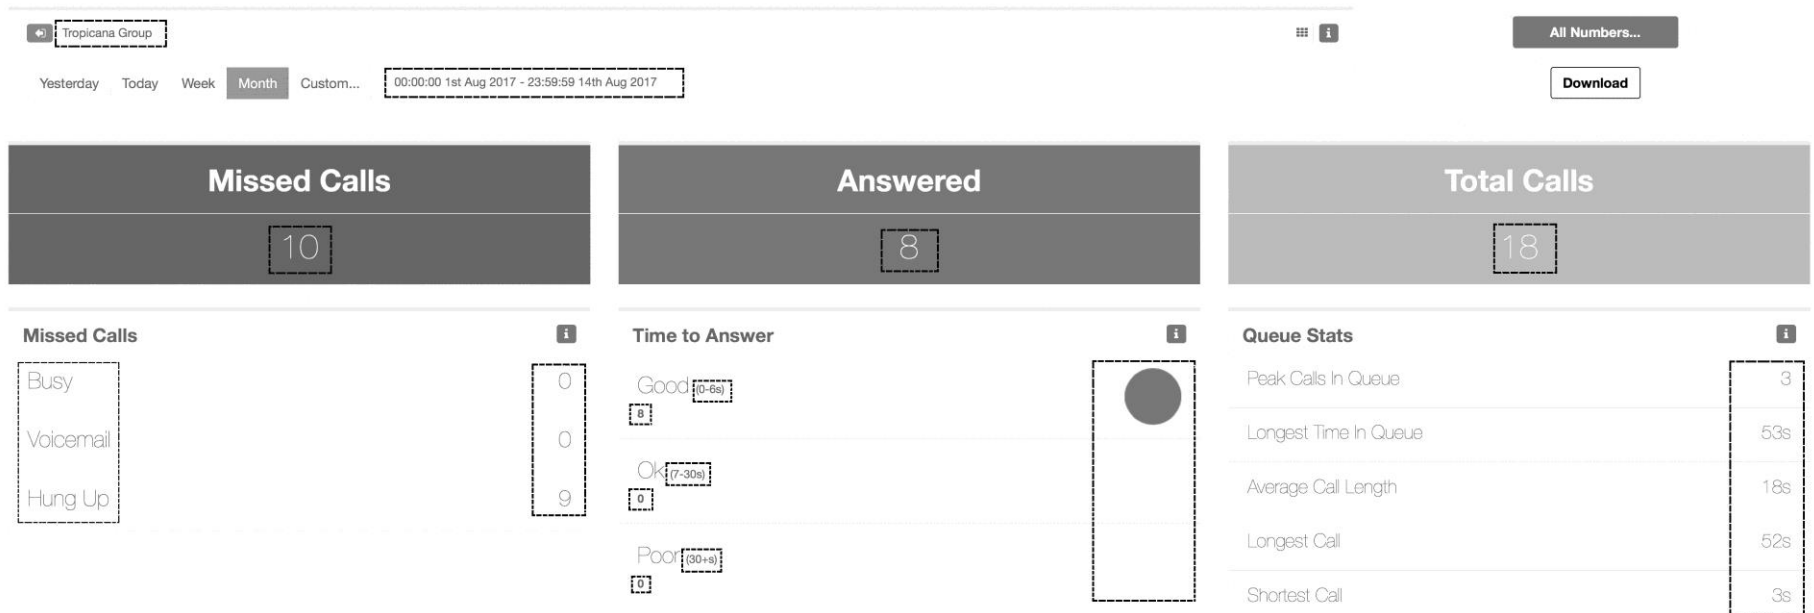 Tropicana Group
i
All Numbers...
Yesterday Today Week Month Custom... 00:00:00 1st Aug 2017 - 23:59:59 14th Aug 2017
Download
Missed Calls
10
Answered
8
Total Calls
18
Missed Calls i
Busy 0
Voicemail 0
Hung Up 9
Time to Answer i
Good (0-6s)
8
Ok (7-30s)
0
Poor (30+s)
0
Queue Stats i
Peak Calls In Queue 3
Longest Time In Queue 53s
Average Call Length 18s
Longest Call 52s
Shortest Call 3s